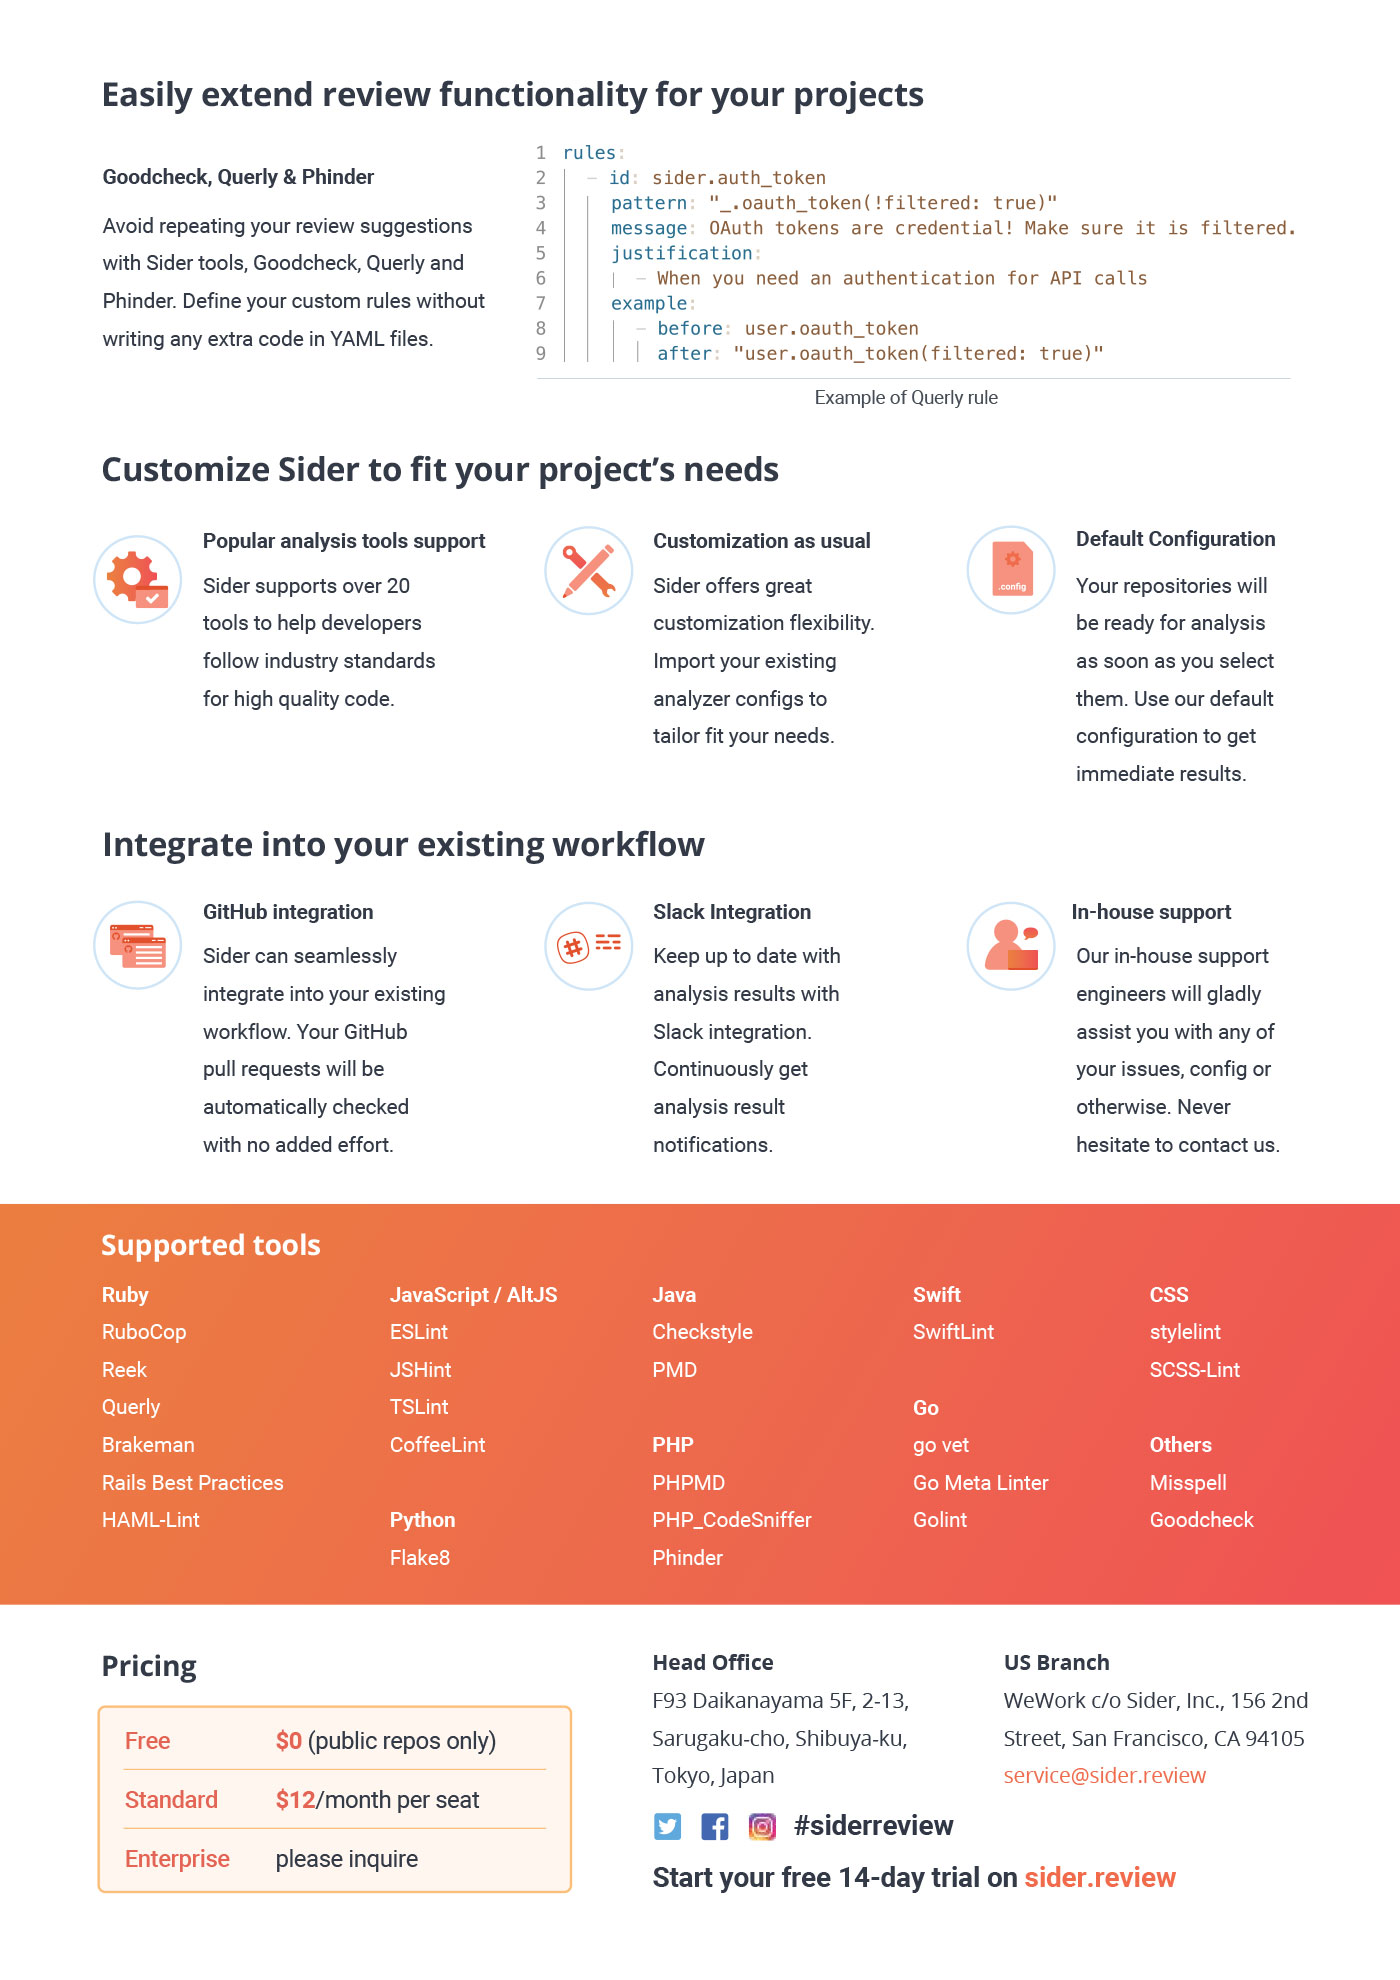 Easily extend review functionality for your projects
Goodcheck, Querly & Phinder
Avoid repeating your review suggestions
with Sider tools, Goodcheck, Querly and
Phinder. Define your custom rules without
writing any extra code in YAML files.
1 rules:
2 - id: sider.auth_token
3 pattern: "_.oauth_token(!filtered: true)"
4 message: OAuth tokens are credential! Make sure it is filtered.
5 justification:
6 - When you need an authentication for API calls
7 example:
8 - before: user.oauth_token
9 after: "user.oauth_token(filtered: true)"
Example of Querly rule
Customize Sider to fit your project's needs
Popular analysis tools support
Sider supports over 20
tools to help developers
follow industry standards
for high quality code.
Customization as usual
Sider offers great
customization flexibility.
Import your existing
analyzer configs to
tailor fit your needs.
.config
Default Configuration
Your repositories will
be ready for analysis
as soon as you select
them. Use our default
configuration to get
immediate results.
Integrate into your existing workflow
GitHub integration
Sider can seamlessly
integrate into your existing
workflow. Your GitHub
pull requests will be
automatically checked
with no added effort.
Slack Integration
Keep up to date with
analysis results with
Slack integration.
Continuously get
analysis result
notifications.
In-house support
Our in-house support
engineers will gladly
assist you with any of
your issues, config or
otherwise. Never
hesitate to contact us.
Supported tools
Ruby
RuboCop
Reek
Querly
Brakeman
Rails Best Practices
HAML-Lint
JavaScript / AltJS
ESLint
JSHint
TSLint
CoffeeLint
Python
Flake8
Java
Checkstyle
PMD
PHP
PHPMD
PHP_CodeSniffer
Phinder
Swift
SwiftLint
Go
go vet
Go Meta Linter
Golint
CSS
stylelint
SCSS-Lint
Others
Misspell
Goodcheck
Pricing
Free $0 (public repos only)
Standard $12/month per seat
Enterprise please inquire
Head Office
F93 Daikanayama 5F, 2-13,
Sarugaku-cho, Shibuya-ku,
Tokyo, Japan
US Branch
WeWork c/o Sider, Inc., 156 2nd
Street, San Francisco, CA 94105
service@sider.review
#siderreview
Start your free 14-day trial on sider.review